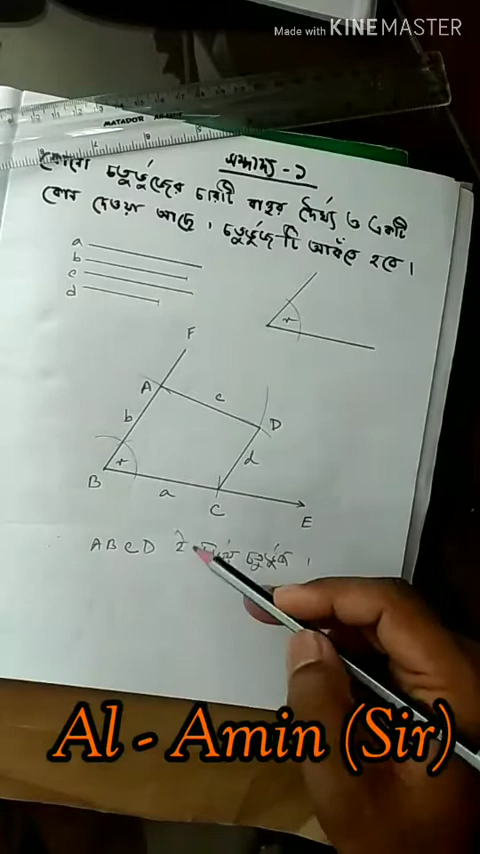 Made with KINEMASTER
MATADOR
সম্পাদ্য - ১
কোনো চতুর্ভুজের চারটি বাহুর দৈর্ঘ্য ও একটি
কোন দেওয়া আছে। চতুর্ভুজটি আঁকতে হবে।
a
b
c
d
x
F
A
c
D
b
d
x
B
a
C
E
ABCD ই চতুর্ভুজ।
Al - Amin (Sir)